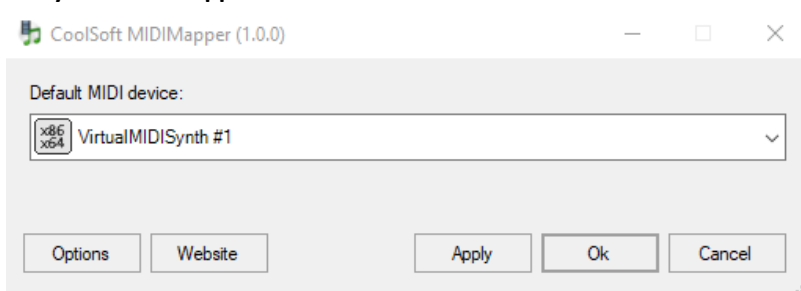 CoolSoft MIDIMapper (1.0.0)
Default MIDI device:
x86
x64
VirtualMIDISynth #1
Options
Website
Apply
Ok
Cancel